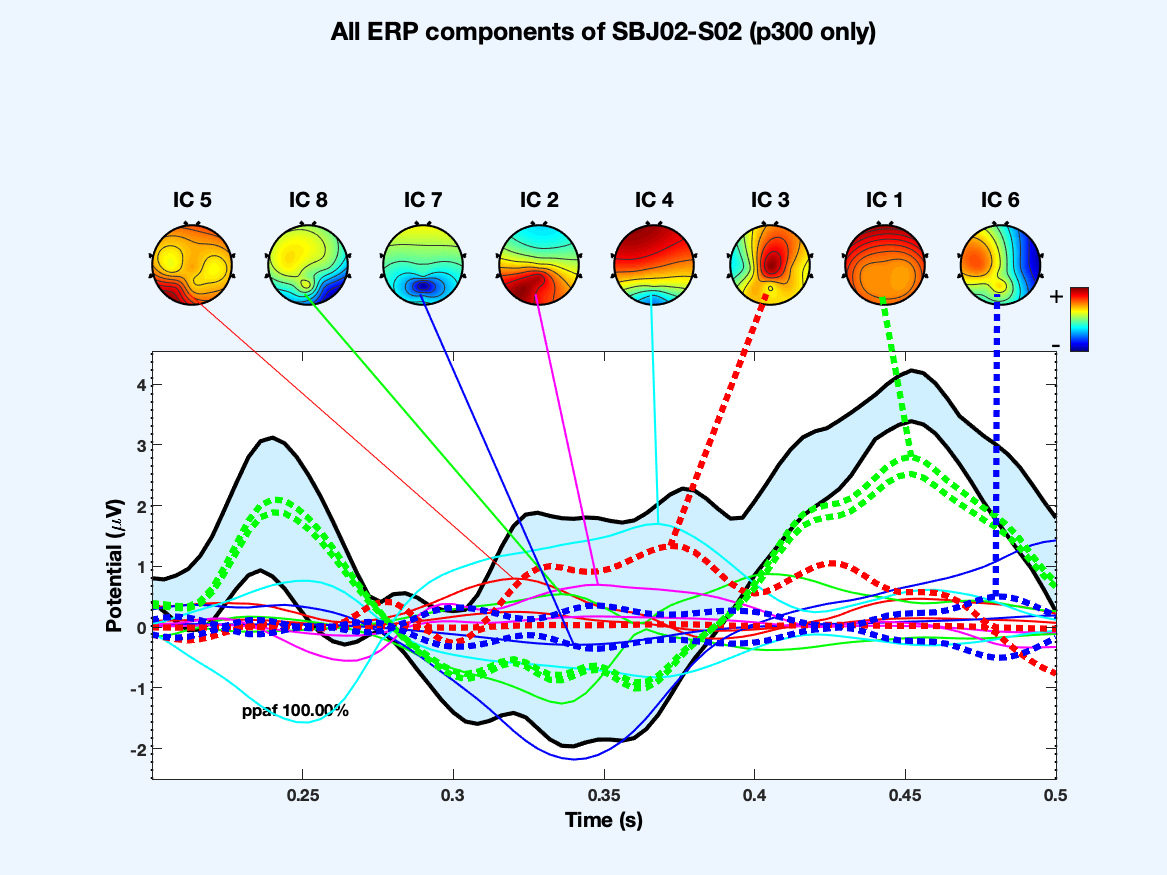 All ERP components of SBJ02-S02 (p300 only)
IC 5 IC 8 IC 7 IC 2 IC 4 IC 3 IC 1 IC 6
+
-
4
3
2
1
0
-1
-2
Potential (μV)
ppaf 100.00%
0.25 0.3 0.35 0.4 0.45 0.5
Time (s)